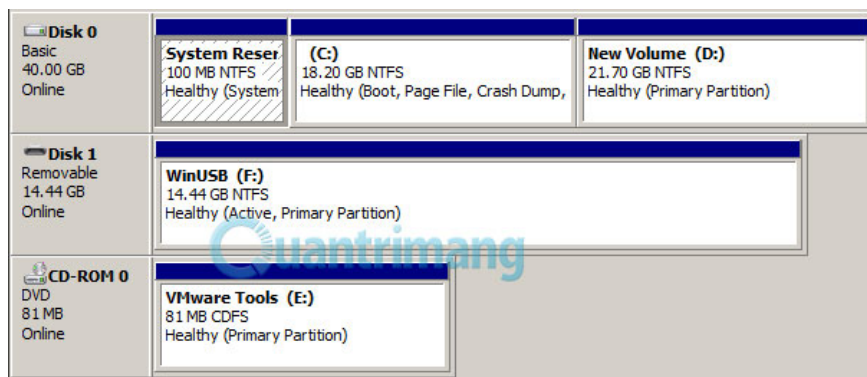 Disk 0
Basic
40.00 GB
Online
System Reser
100 MB NTFS
Healthy (System
(C:)
18.20 GB NTFS
Healthy (Boot, Page File, Crash Dump,
New Volume (D:)
21.70 GB NTFS
Healthy (Primary Partition)
Disk 1
Removable
14.44 GB
Online
WinUSB (F:)
14.44 GB NTFS
Healthy (Active, Primary Partition)
Quantrimang
CD-ROM 0
DVD
81 MB
Online
VMware Tools (E:)
81 MB CDFS
Healthy (Primary Partition)